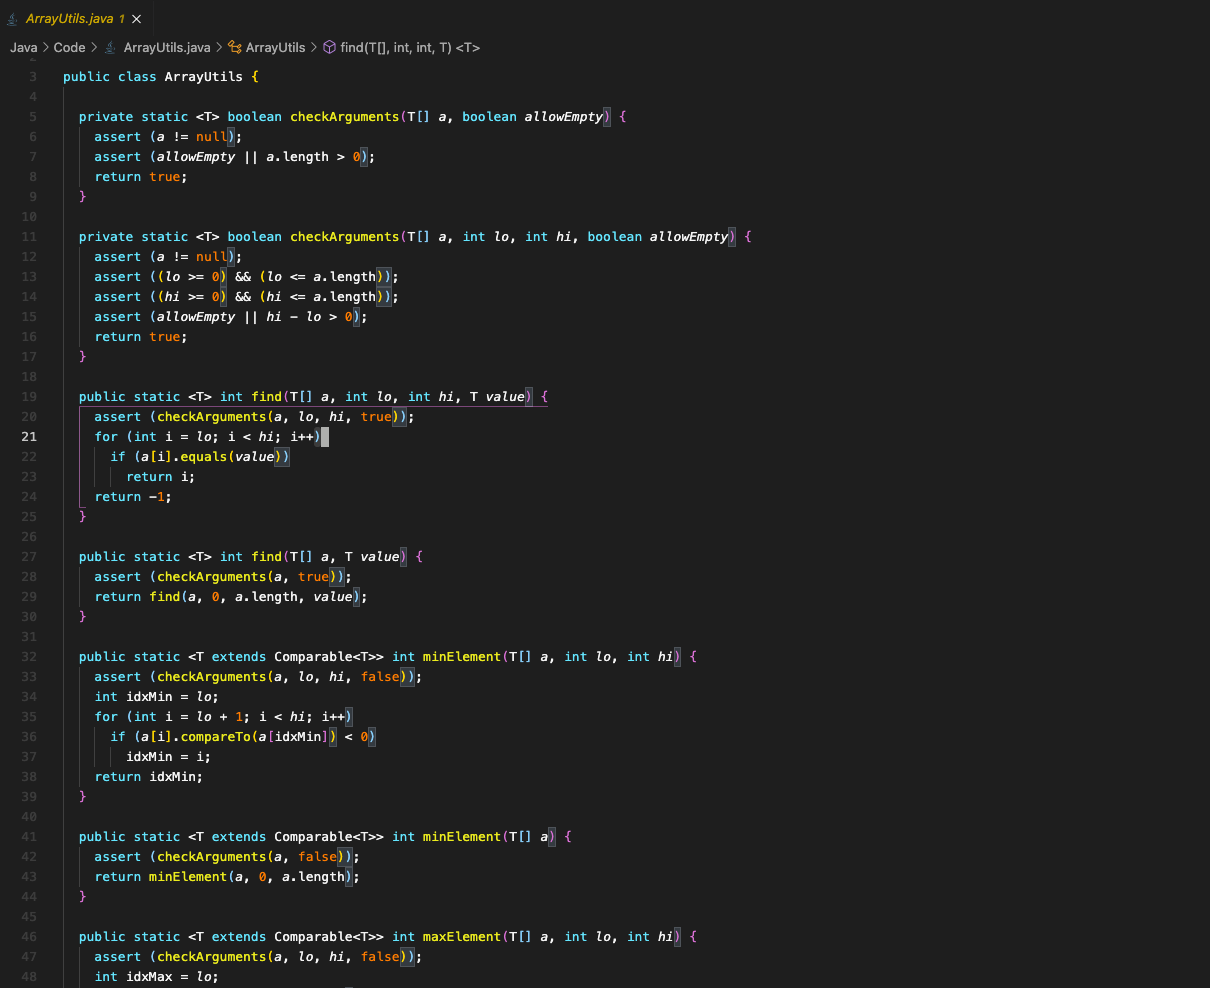 ArrayUtils.java 1 ×
Java > Code > ArrayUtils.java > ArrayUtils > find(T[], int, int, T) <T>
3 public class ArrayUtils {
4
5 private static <T> boolean checkArguments(T[] a, boolean allowEmpty) {
6 assert (a != null);
7 assert (allowEmpty || a.length > 0);
8 return true;
9 }
10
11 private static <T> boolean checkArguments(T[] a, int lo, int hi, boolean allowEmpty) {
12 assert (a != null);
13 assert ((lo >= 0) && (lo <= a.length));
14 assert ((hi >= 0) && (hi <= a.length));
15 assert (allowEmpty || hi - lo > 0);
16 return true;
17 }
18
19 public static <T> int find(T[] a, int lo, int hi, T value) {
20 assert (checkArguments(a, lo, hi, true));
21 for (int i = lo; i < hi; i++)
22 if (a[i].equals(value))
23 return i;
24 return -1;
25 }
26
27 public static <T> int find(T[] a, T value) {
28 assert (checkArguments(a, true));
29 return find(a, 0, a.length, value);
30 }
31
32 public static <T extends Comparable<T>> int minElement(T[] a, int lo, int hi) {
33 assert (checkArguments(a, lo, hi, false));
34 int idxMin = lo;
35 for (int i = lo + 1; i < hi; i++)
36 if (a[i].compareTo(a[idxMin]) < 0)
37 idxMin = i;
38 return idxMin;
39 }
40
41 public static <T extends Comparable<T>> int minElement(T[] a) {
42 assert (checkArguments(a, false));
43 return minElement(a, 0, a.length);
44 }
45
46 public static <T extends Comparable<T>> int maxElement(T[] a, int lo, int hi) {
47 assert (checkArguments(a, lo, hi, false));
48 int idxMax = lo;